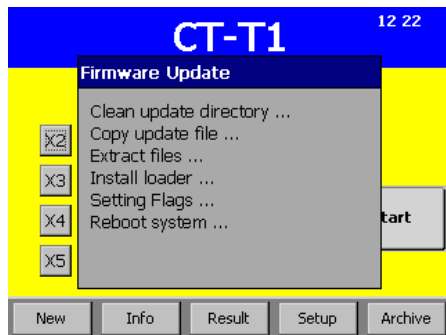 CT-T1
12 22
Firmware Update
Clean update directory ...
Copy update file ...
Extract files ...
Install loader ...
Setting Flags ...
Reboot system ...
X2
X3
X4
X5
tart
New
Info
Result
Setup
Archive